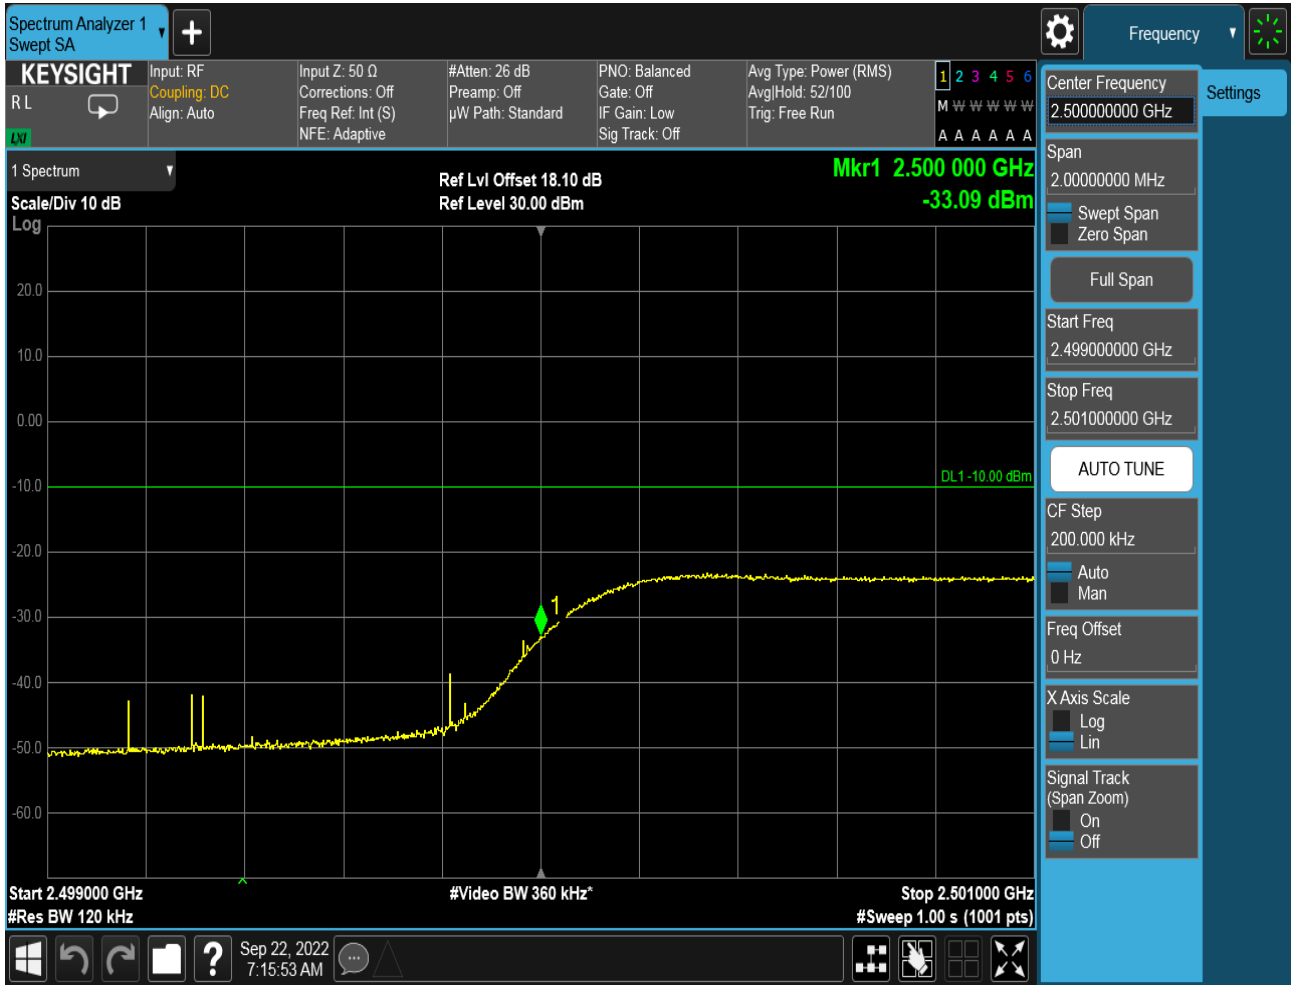 Spectrum Analyzer 1
Swept SA
Frequency
KEYSIGHT
R L
LXI
Input: RF
Coupling: DC
Align: Auto
Input Z: 50 Ω
Corrections: Off
Freq Ref: Int (S)
NFE: Adaptive
#Atten: 26 dB
Preamp: Off
µW Path: Standard
PNO: Balanced
Gate: Off
IF Gain: Low
Sig Track: Off
Avg Type: Power (RMS)
Avg|Hold: 52/100
Trig: Free Run
1 2 3 4 5 6
M W W W W W
A A A A A A
1 Spectrum
Scale/Div 10 dB
Log
Ref Lvl Offset 18.10 dB
Ref Level 30.00 dBm
Mkr1 2.500 000 GHz
-33.09 dBm
20.0
10.0
0.00
-10.0
-20.0
-30.0
-40.0
-50.0
-60.0
DL1 -10.00 dBm
1
Start 2.499000 GHz
#Res BW 120 kHz
#Video BW 360 kHz*
Stop 2.501000 GHz
#Sweep 1.00 s (1001 pts)
Center Frequency
2.500000000 GHz
Settings
Span
2.00000000 MHz
Swept Span
Zero Span
Full Span
Start Freq
2.499000000 GHz
Stop Freq
2.501000000 GHz
AUTO TUNE
CF Step
200.000 kHz
Auto
Man
Freq Offset
0 Hz
X Axis Scale
Log
Lin
Signal Track
(Span Zoom)
On
Off
?
Sep 22, 2022
7:15:53 AM